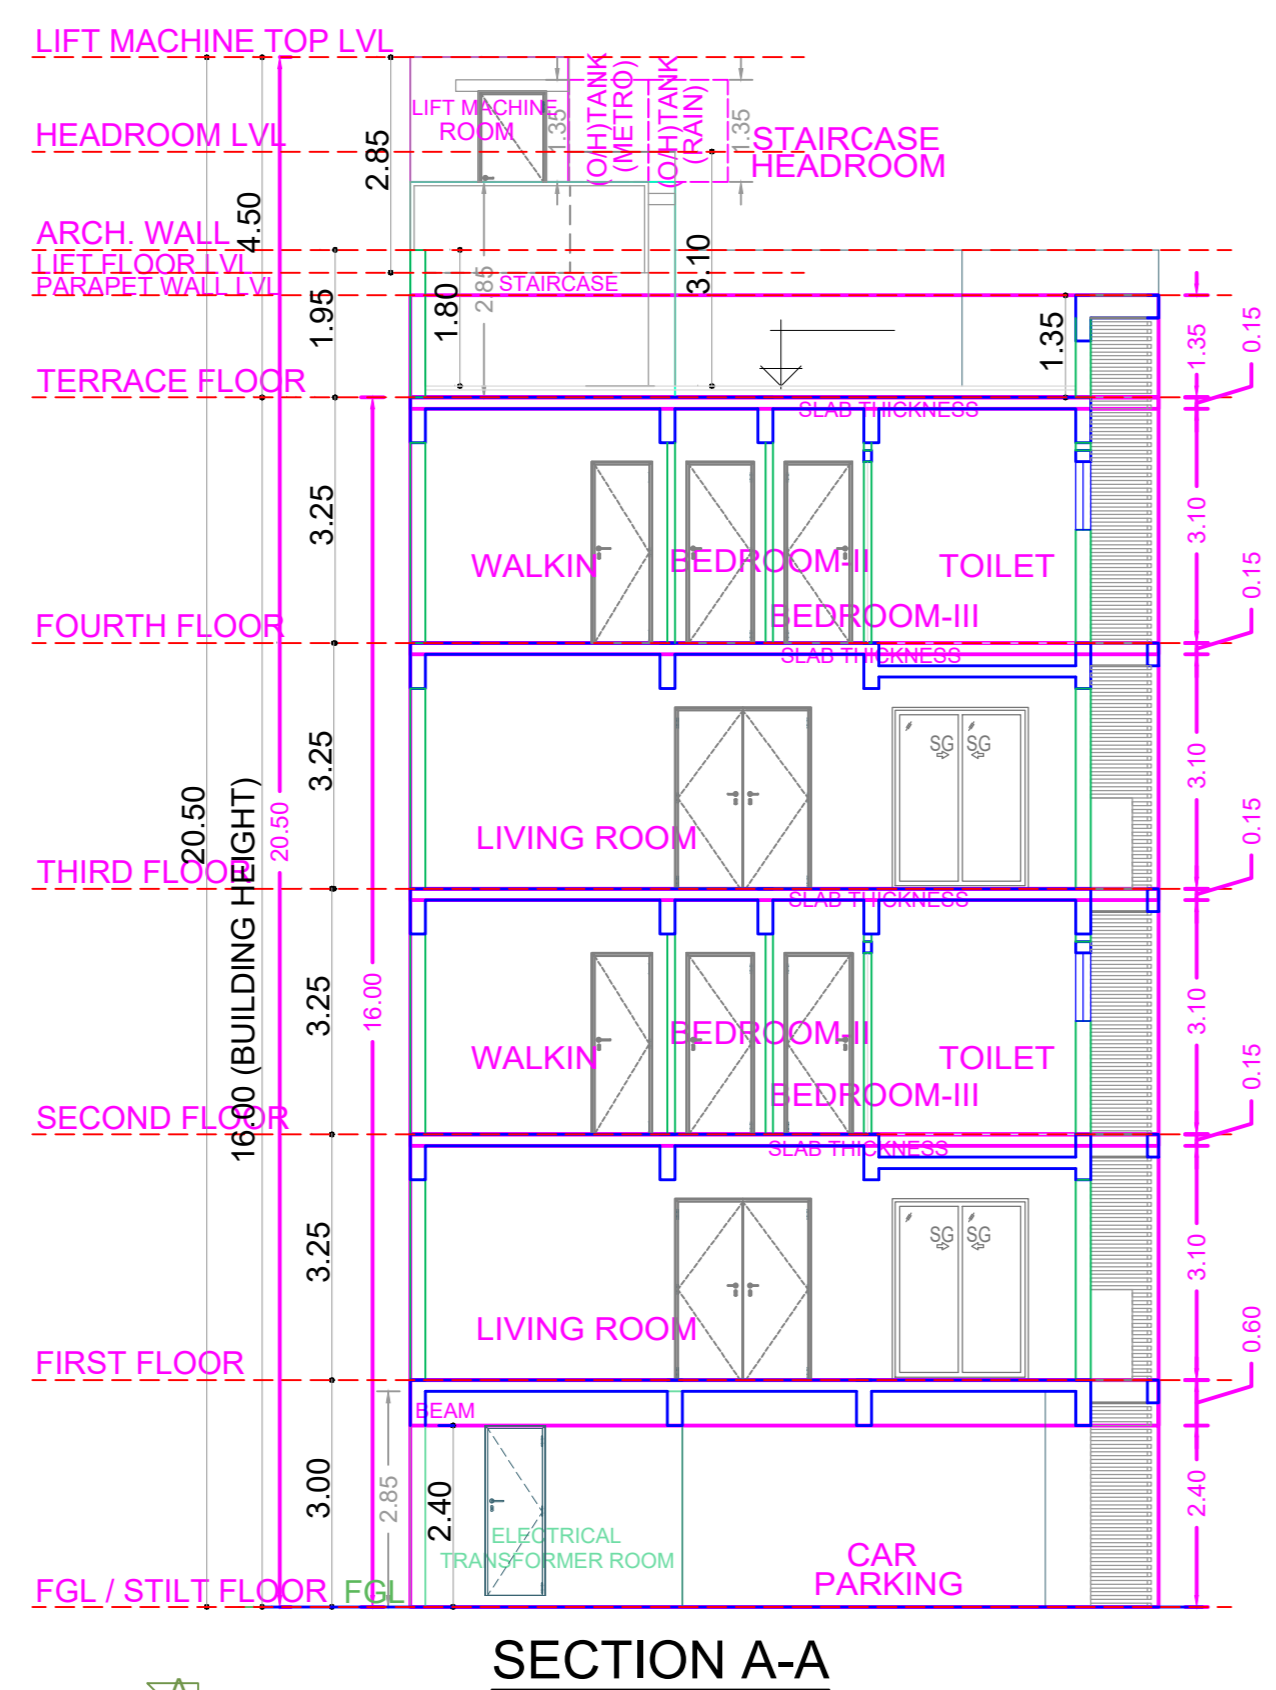 LIFT MACHINE TOP LVL
HEADROOM LVL
ARCH. WALL
LIFT FLOOR LVL
PARAPET WALL LVL
TERRACE FLOOR
FOURTH FLOOR
THIRD FLOOR
SECOND FLOOR
FIRST FLOOR
FGL / STILT FLOOR
FGL
20.50
4.50
16.00 (BUILDING HEIGHT)
20.50
16.00
2.85
1.95
3.25
3.25
3.25
3.25
3.00
1.80
2.85
3.10
1.35
2.85
2.40
LIFT MACHINE
ROOM
1.35
(O/H)TANK
(METRO)
(O/H)TANK
(RAIN)
1.35
STAIRCASE
HEADROOM
STAIRCASE
SLAB THICKNESS
WALKIN
BEDROOM-II
TOILET
BEDROOM-III
SLAB THICKNESS
SG
SG
LIVING ROOM
SLAB THICKNESS
WALKIN
BEDROOM-II
TOILET
BEDROOM-III
SLAB THICKNESS
SG
SG
LIVING ROOM
BEAM
ELECTRICAL
TRANSFORMER ROOM
CAR
PARKING
1.35
0.15
3.10
0.15
3.10
0.15
3.10
0.15
3.10
0.60
2.40
SECTION A-A